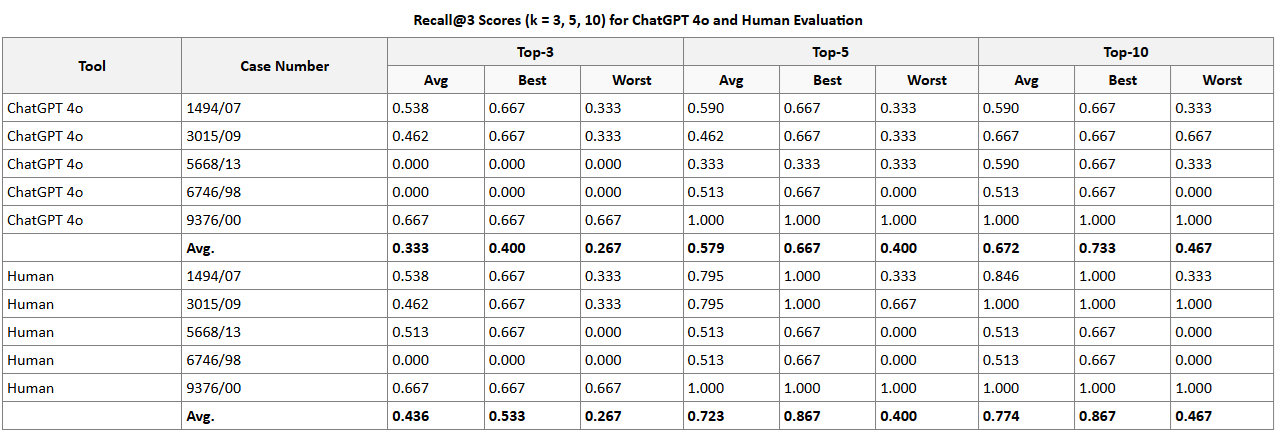 Recall@3 Scores (k = 3, 5, 10) for ChatGPT 4o and Human Evaluation
Tool Case Number Top-3 Top-5 Top-10
Avg Best Worst Avg Best Worst Avg Best Worst
ChatGPT 4o 1494/07 0.538 0.667 0.333 0.590 0.667 0.333 0.590 0.667 0.333
ChatGPT 4o 3015/09 0.462 0.667 0.333 0.462 0.667 0.333 0.667 0.667 0.667
ChatGPT 4o 5668/13 0.000 0.000 0.000 0.333 0.333 0.333 0.590 0.667 0.333
ChatGPT 4o 6746/98 0.000 0.000 0.000 0.513 0.667 0.000 0.513 0.667 0.000
ChatGPT 4o 9376/00 0.667 0.667 0.667 1.000 1.000 1.000 1.000 1.000 1.000
Avg. 0.333 0.400 0.267 0.579 0.667 0.400 0.672 0.733 0.467
Human 1494/07 0.538 0.667 0.333 0.795 1.000 0.333 0.846 1.000 0.333
Human 3015/09 0.462 0.667 0.333 0.795 1.000 0.667 1.000 1.000 1.000
Human 5668/13 0.513 0.667 0.000 0.513 0.667 0.000 0.513 0.667 0.000
Human 6746/98 0.000 0.000 0.000 0.513 0.667 0.000 0.513 0.667 0.000
Human 9376/00 0.667 0.667 0.667 1.000 1.000 1.000 1.000 1.000 1.000
Avg. 0.436 0.533 0.267 0.723 0.867 0.400 0.774 0.867 0.467